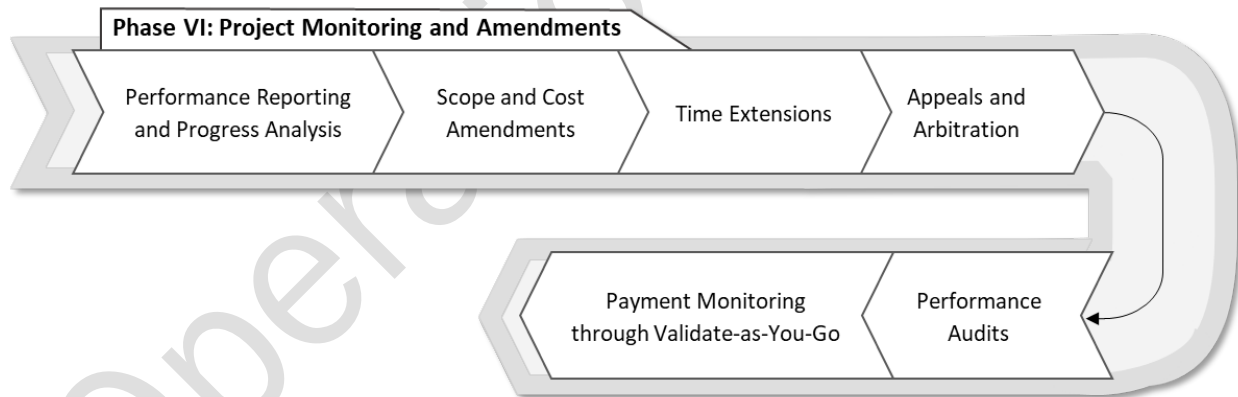 Phase VI: Project Monitoring and Amendments
Performance Reporting
and Progress Analysis
Scope and Cost
Amendments
Time Extensions
Appeals and
Arbitration
Performance
Audits
Payment Monitoring
through Validate-as-You-Go